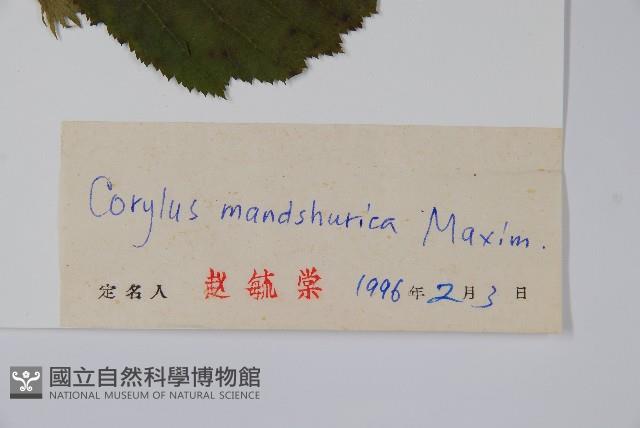 Corylus mandshurica Maxim.
定名人 赵毓棠 1996年2月3日
國立自然科學博物館
NATIONAL MUSEUM OF NATURAL SCIENCE